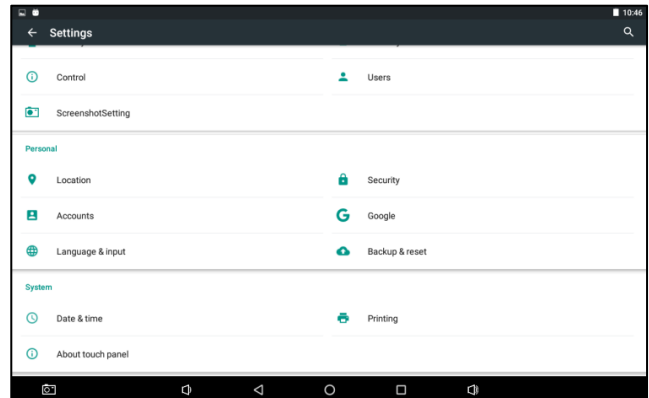 10:46
Settings
Control
Users
ScreenshotSetting
Personal
Location
Security
Accounts
Google
Language & input
Backup & reset
System
Date & time
Printing
About touch panel